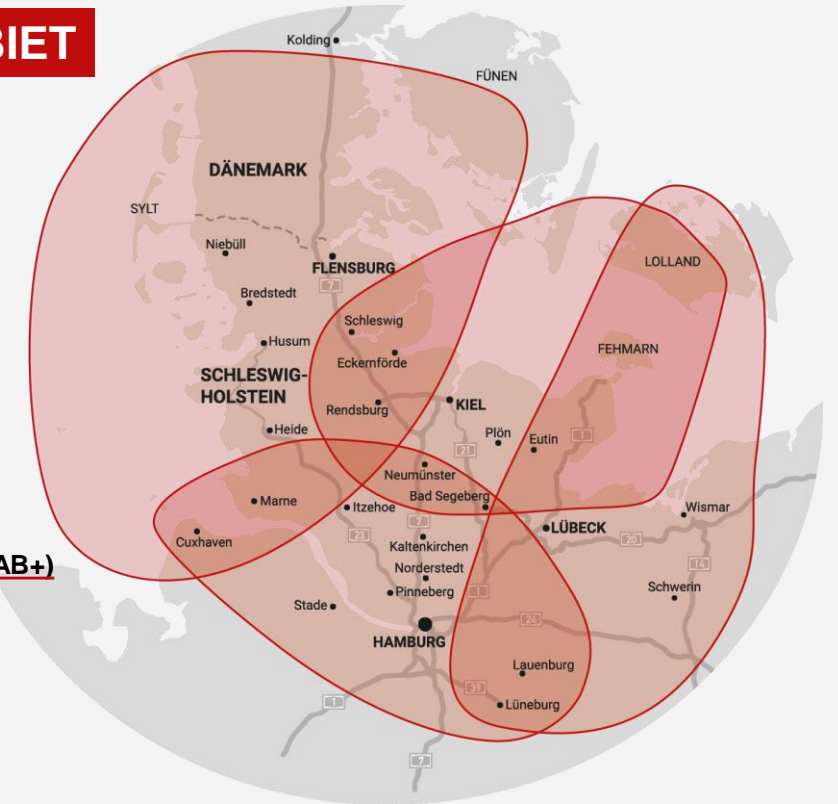 BIET
Kolding
FÜNEN
DÄNEMARK
SYLT
Niebüll
FLENSBURG
7
LOLLAND
Bredstedt
Schleswig
Husum
FEHMARN
Eckernförde
SCHLESWIG-
HOLSTEIN
Rendsburg
KIEL
Heide
Plön
Eutin
1
21
Neumünster
Bad Segeberg
Marne
Itzehoe
Wismar
7
LÜBECK
Cuxhaven
23
20
Kaltenkirchen
AB+)
Norderstedt
14
Pinneberg
1
Schwerin
Stade
24
HAMBURG
Lauenburg
39
1
Lüneburg
7